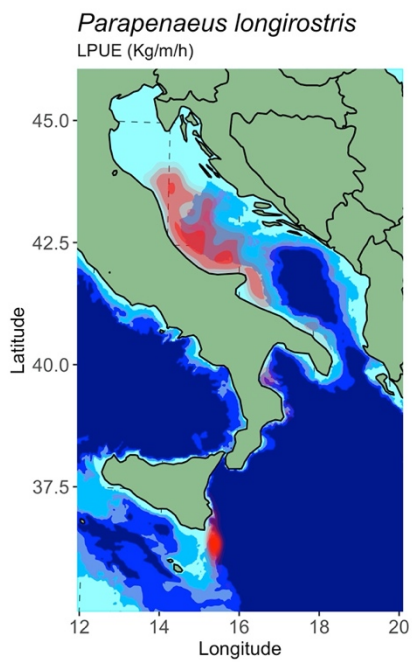 Parapenaeus longirostris
LPUE (Kg/m/h)
45.0
42.5
40.0
37.5
Latitude
12 14 16 18 20
Longitude